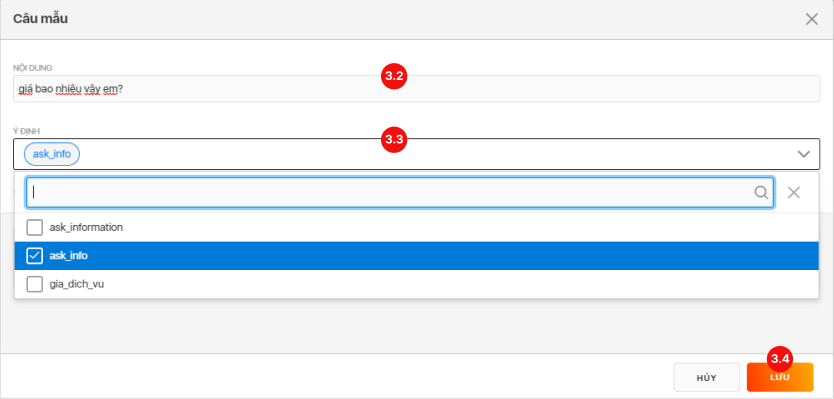 Câu mẫu
NỘI DUNG
3.2
giá bao nhiêu vậy em?
Ý ĐỊNH
3.3
ask_info
ask_information
ask_info
gia_dich_vu
3.4
HỦY
LƯU